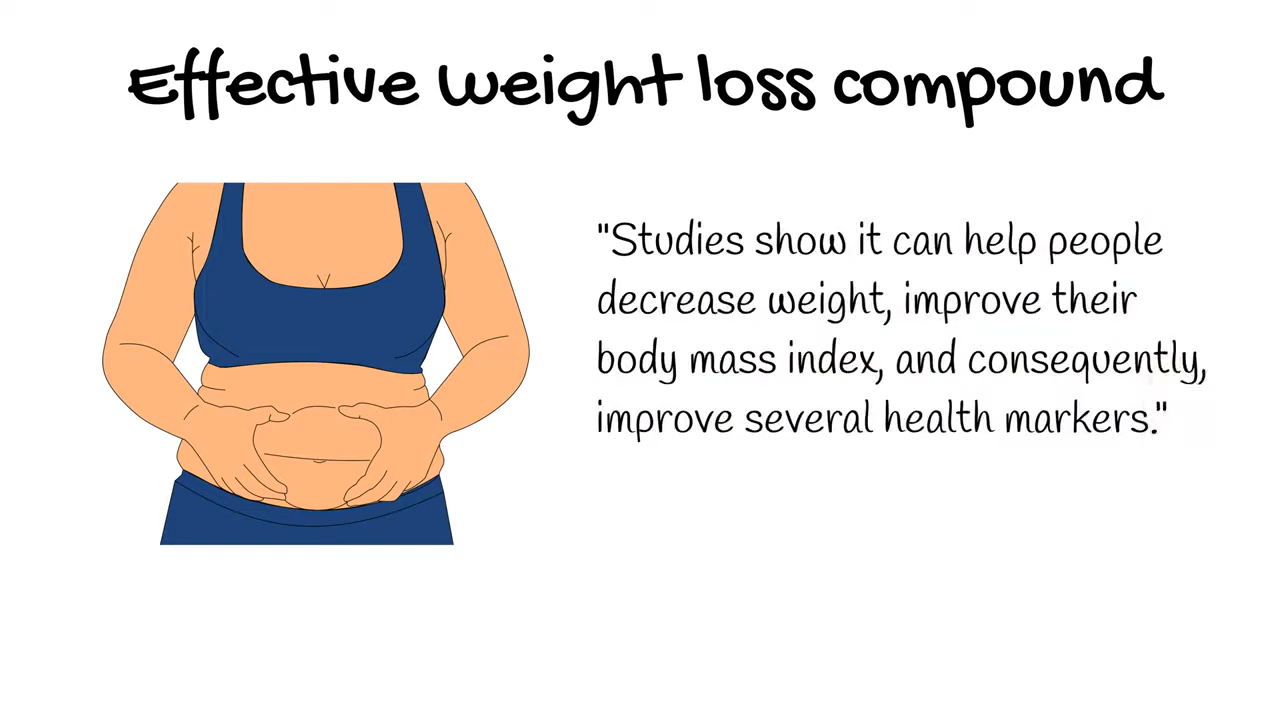 Effective weight loss compound
"Studies show it can help people
decrease weight, improve their
body mass index, and consequently,
improve several health markers."